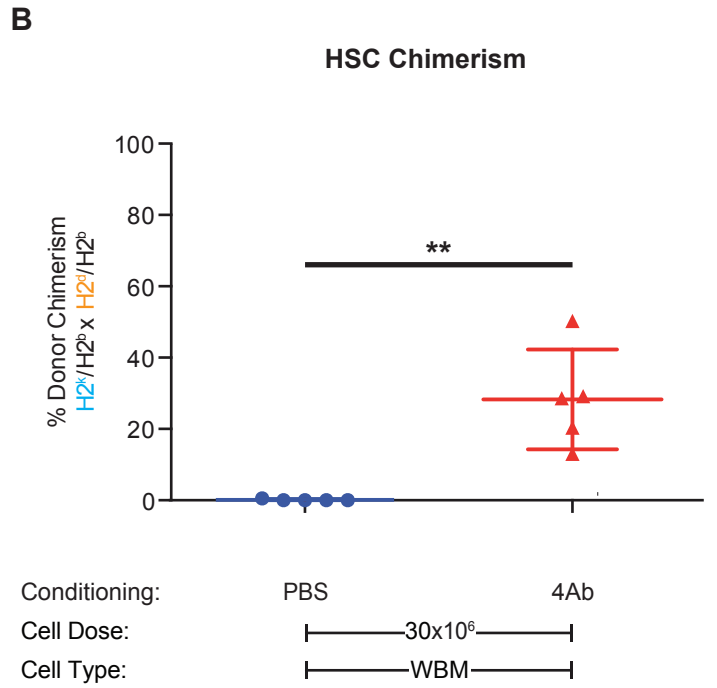 B
HSC Chimerism
% Donor Chimerism
H2ᵏ/H2ᵇ x H2ᵈ/H2ᵇ
100
80
60
40
20
0
**
Conditioning: PBS 4Ab
Cell Dose: 30x10⁶
Cell Type: WBM